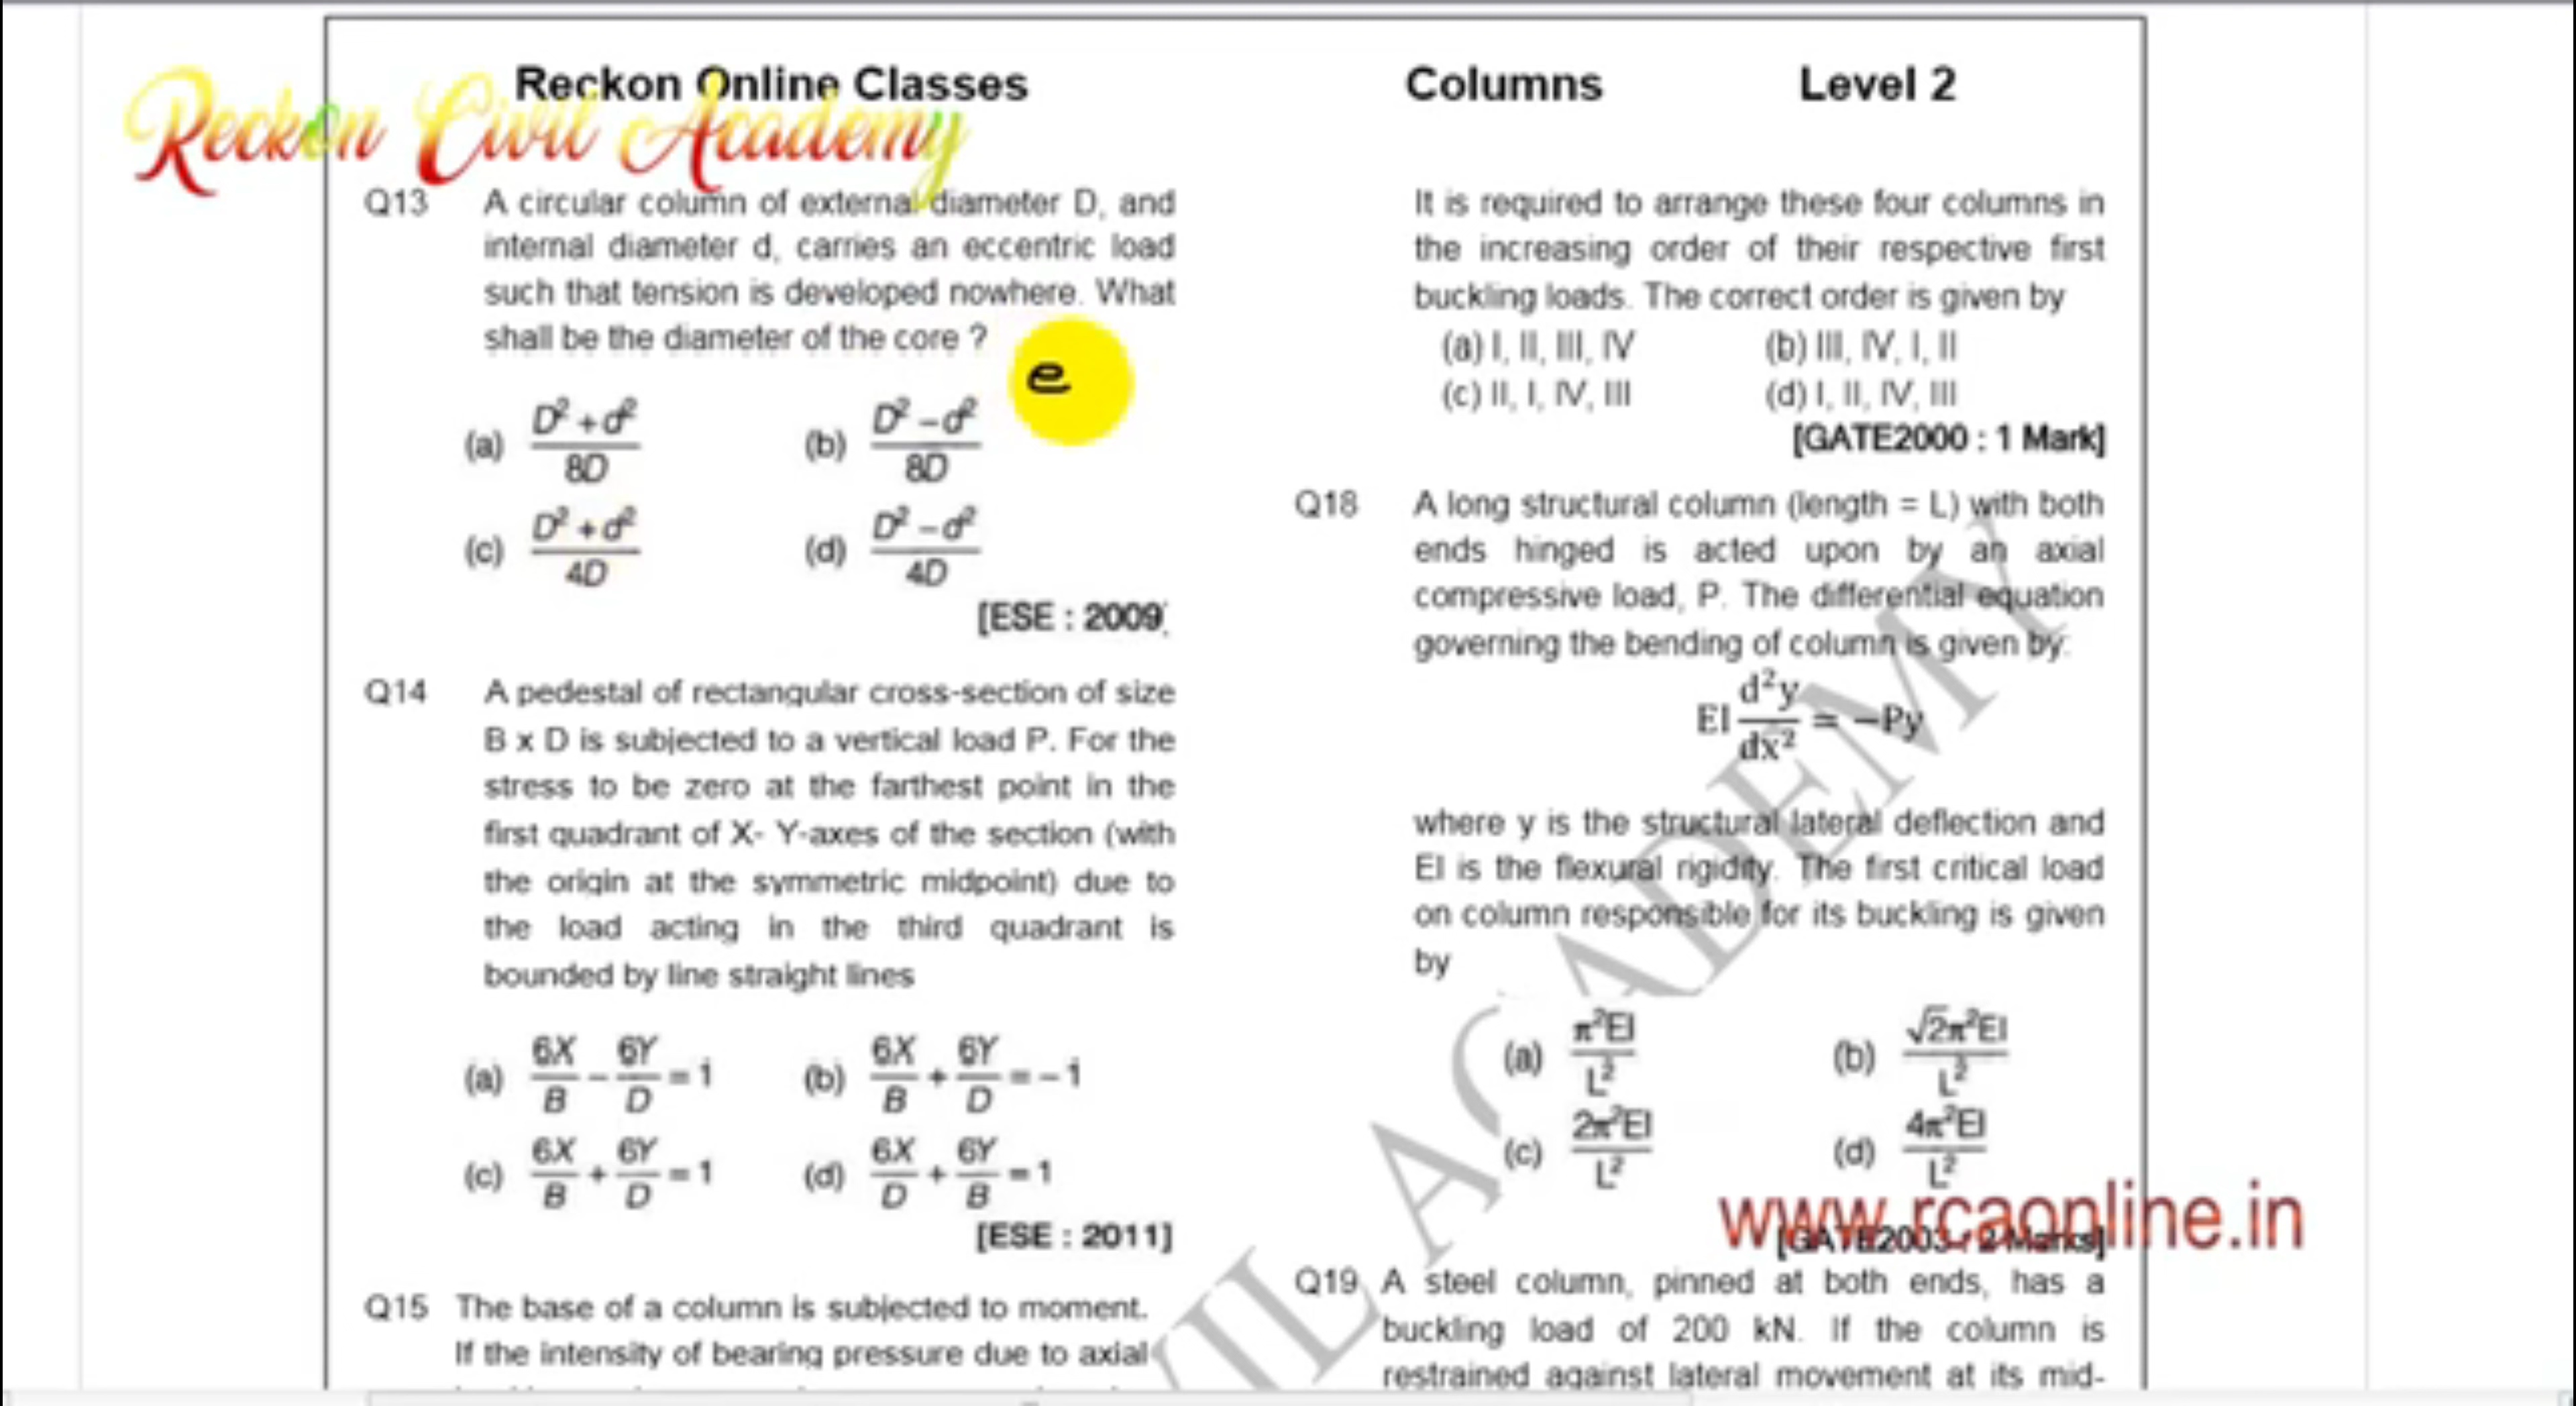 Reckon Online Classes
Columns
Level 2
Reckon Civil Academy
Q13 A circular column of external diameter D, and
internal diameter d, carries an eccentric load
such that tension is developed nowhere. What
shall be the diameter of the core ?
e
(a) D² + d² / 8D (b) D² – d² / 8D
(c) D² + d² / 4D (d) D² – d² / 4D
[ESE : 2009]
Q14 A pedestal of rectangular cross-section of size
B x D is subjected to a vertical load P. For the
stress to be zero at the farthest point in the
first quadrant of X- Y-axes of the section (with
the origin at the symmetric midpoint) due to
the load acting in the third quadrant is
bounded by line straight lines
(a) 6X/B – 6Y/D = 1 (b) 6X/B + 6Y/D = – 1
(c) 6X/B + 6Y/D = 1 (d) 6X/D + 6Y/B = 1
[ESE : 2011]
Q15 The base of a column is subjected to moment.
If the intensity of bearing pressure due to axial
It is required to arrange these four columns in
the increasing order of their respective first
buckling loads. The correct order is given by
(a) I, II, III, IV (b) III, IV, I, II
(c) II, I, IV, III (d) I, II, IV, III
[GATE2000 : 1 Mark]
Q18 A long structural column (length = L) with both
ends hinged is acted upon by an axial
compressive load, P. The differential equation
governing the bending of column is given by:
EI d²y/dx² = –Py
where y is the structural lateral deflection and
EI is the flexural rigidity. The first critical load
on column responsible for its buckling is given
by
(a) π²EI / L² (b) √2π²EI / L²
(c) 2π²EI / L² (d) 4π²EI / L²
www.rcaonline.in
[GATE2003 : 2 Marks]
Q19 A steel column, pinned at both ends, has a
buckling load of 200 kN. If the column is
restrained against lateral movement at its mid-
VIL ACADEMY